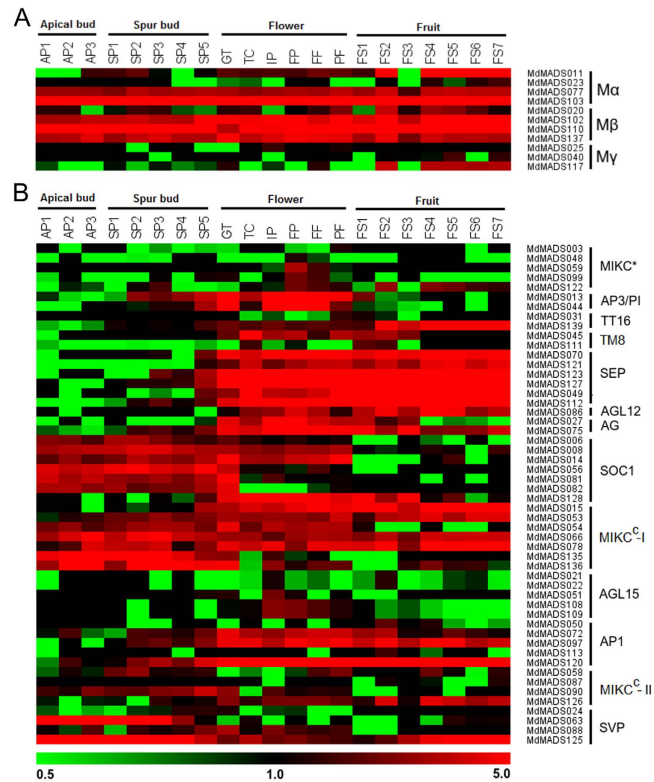 A
Apical bud Spur bud Flower Fruit
AP1 AP2 AP3 SP1 SP2 SP3 SP4 SP5 GT TC IP FP FF PF FS1 FS2 FS3 FS4 FS5 FS6 FS7
MdMADS011
MdMADS023
MdMADS077
MdMADS103
Mα
MdMADS020
MdMADS102
MdMADS110
MdMADS137
Mβ
MdMADS025
MdMADS040
MdMADS117
Mγ
B
Apical bud Spur bud Flower Fruit
AP1 AP2 AP3 SP1 SP2 SP3 SP4 SP5 GT TC IP FP FF PF FS1 FS2 FS3 FS4 FS5 FS6 FS7
MdMADS003
MdMADS048
MdMADS059
MdMADS099
MdMADS122
MIKC*
MdMADS013
MdMADS044
AP3/PI
MdMADS031
MdMADS139
TT16
MdMADS045
MdMADS111
TM8
MdMADS070
MdMADS121
MdMADS123
MdMADS127
MdMADS049
SEP
MdMADS112
MdMADS086
AGL12
MdMADS027
MdMADS075
AG
MdMADS006
MdMADS008
MdMADS014
MdMADS056
MdMADS081
MdMADS082
MdMADS128
SOC1
MdMADS015
MdMADS053
MdMADS054
MdMADS066
MdMADS078
MdMADS135
MdMADS136
MIKCᶜ-I
MdMADS021
MdMADS022
MdMADS051
MdMADS108
MdMADS109
AGL15
MdMADS050
MdMADS072
MdMADS097
MdMADS113
MdMADS120
AP1
MdMADS058
MdMADS087
MdMADS090
MdMADS126
MIKCᶜ-II
MdMADS024
MdMADS063
MdMADS088
MdMADS125
SVP
0.5 1.0 5.0